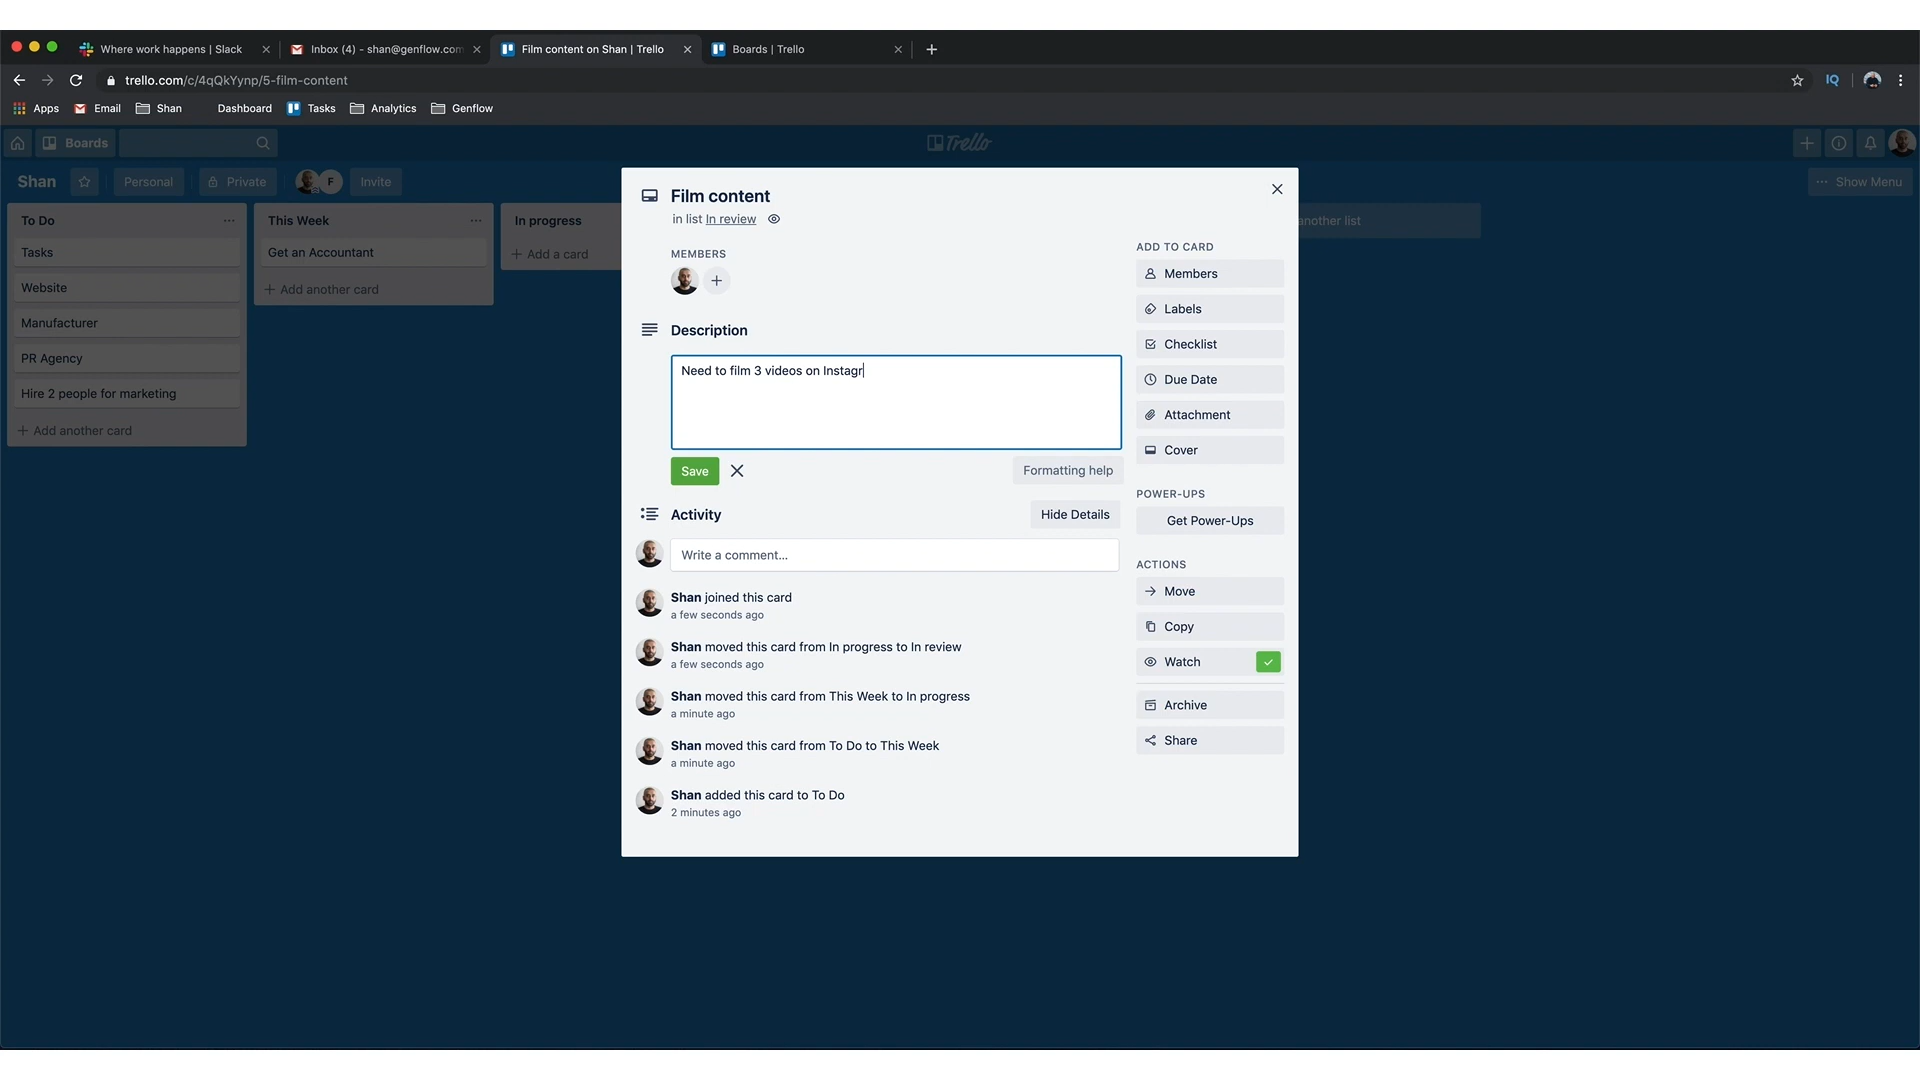 Where work happens | Slack
Inbox (4) - shan@genflow.com
Film content on Shan | Trello
Boards | Trello
trello.com/c/4qQkYynp/5-film-content
IQ
Apps
Email
Shan
Dashboard
Tasks
Analytics
Genflow
Boards
Trello
Shan
Personal
Private
F
Invite
Show Menu
To Do
Tasks
Website
Manufacturer
PR Agency
Hire 2 people for marketing
Add another card
This Week
Get an Accountant
Add another card
In progress
Add a card
another list
Film content
in list In review
MEMBERS
Description
Need to film 3 videos on Instagr
Save
Formatting help
Activity
Hide Details
Write a comment...
Shan joined this card
a few seconds ago
Shan moved this card from In progress to In review
a few seconds ago
Shan moved this card from This Week to In progress
a minute ago
Shan moved this card from To Do to This Week
a minute ago
Shan added this card to To Do
2 minutes ago
ADD TO CARD
Members
Labels
Checklist
Due Date
Attachment
Cover
POWER-UPS
Get Power-Ups
ACTIONS
Move
Copy
Watch
Archive
Share